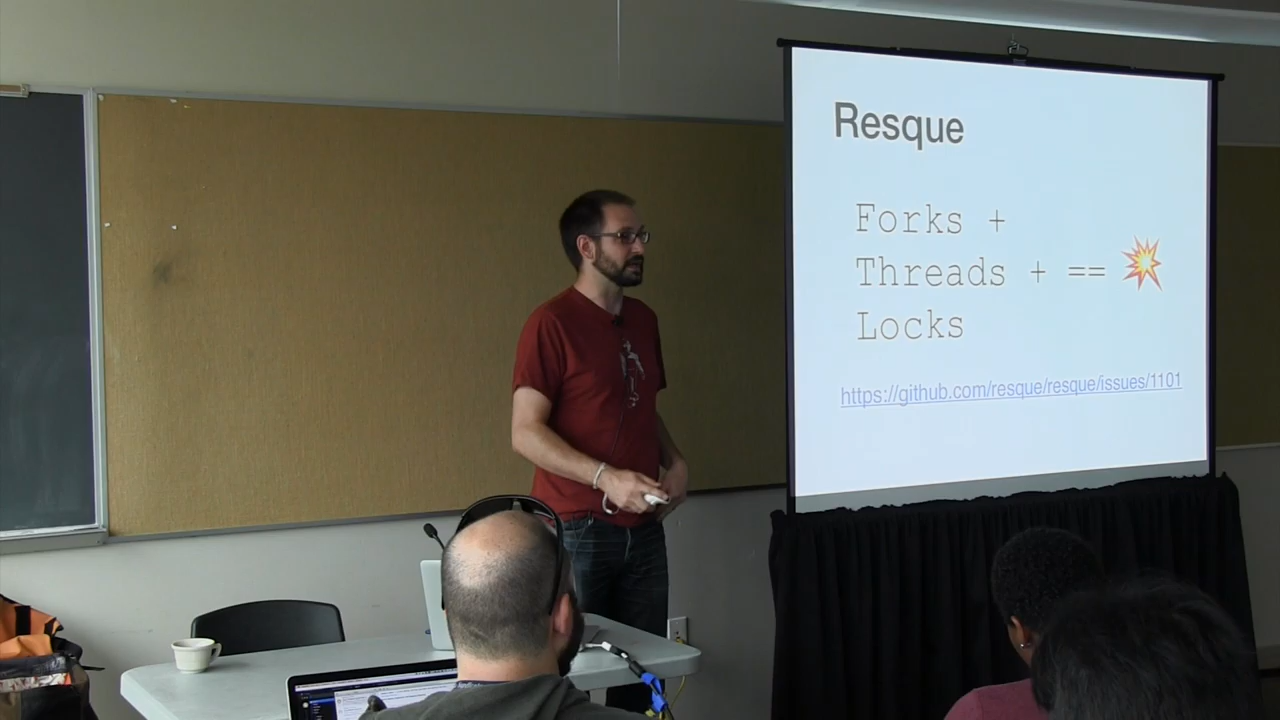 Resque
Forks +
Threads + == 💥
Locks
https://github.com/resque/resque/issues/1101